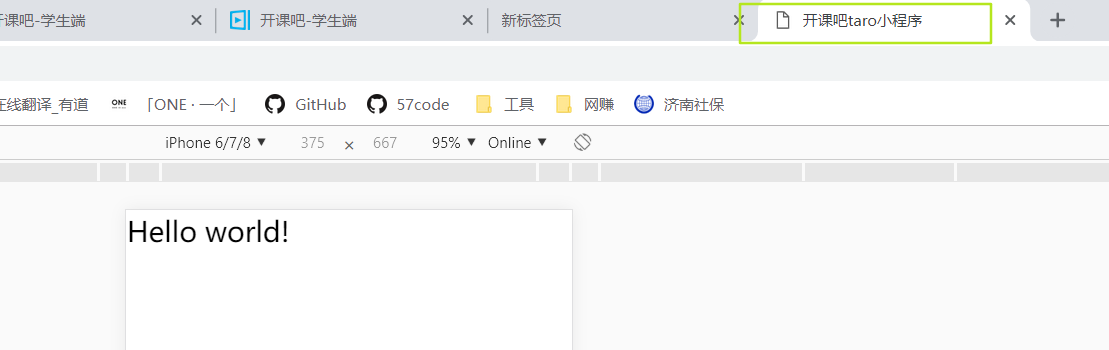 开课吧-学生端 开课吧-学生端 新标签页 开课吧taro小程序
在线翻译_有道 ONE 「ONE · 一个」 GitHub 57code 工具 网赚 济南社保
iPhone 6/7/8 ▼ 375 × 667 95% ▼ Online ▼
Hello world!